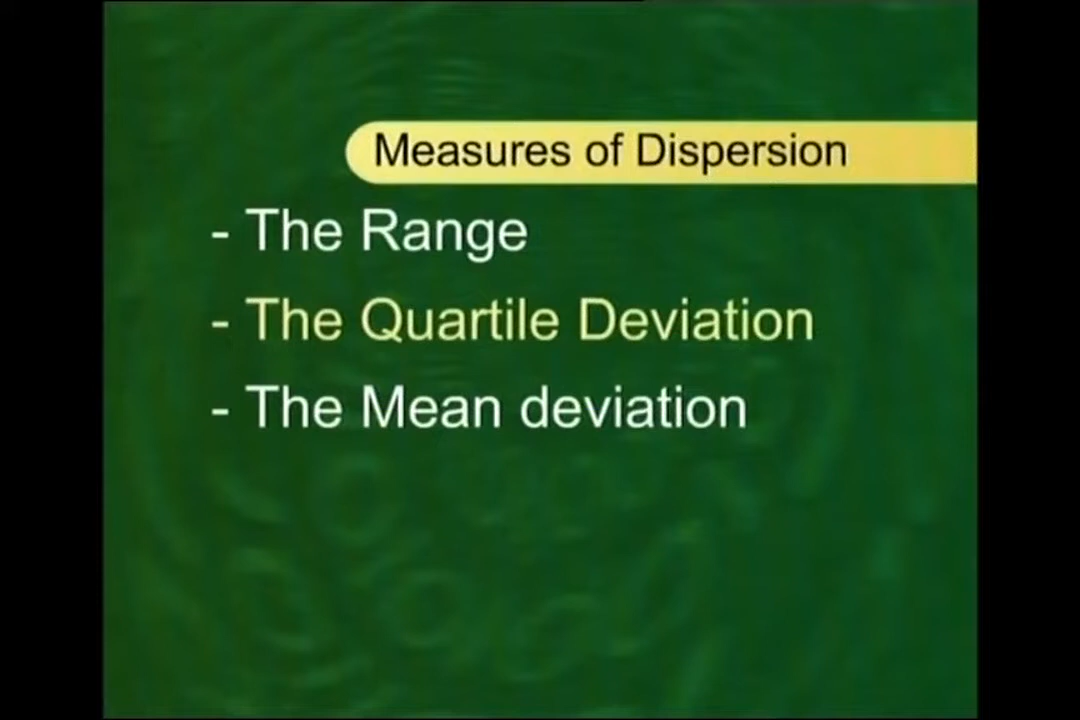 Measures of Dispersion
- The Range
- The Quartile Deviation
- The Mean deviation